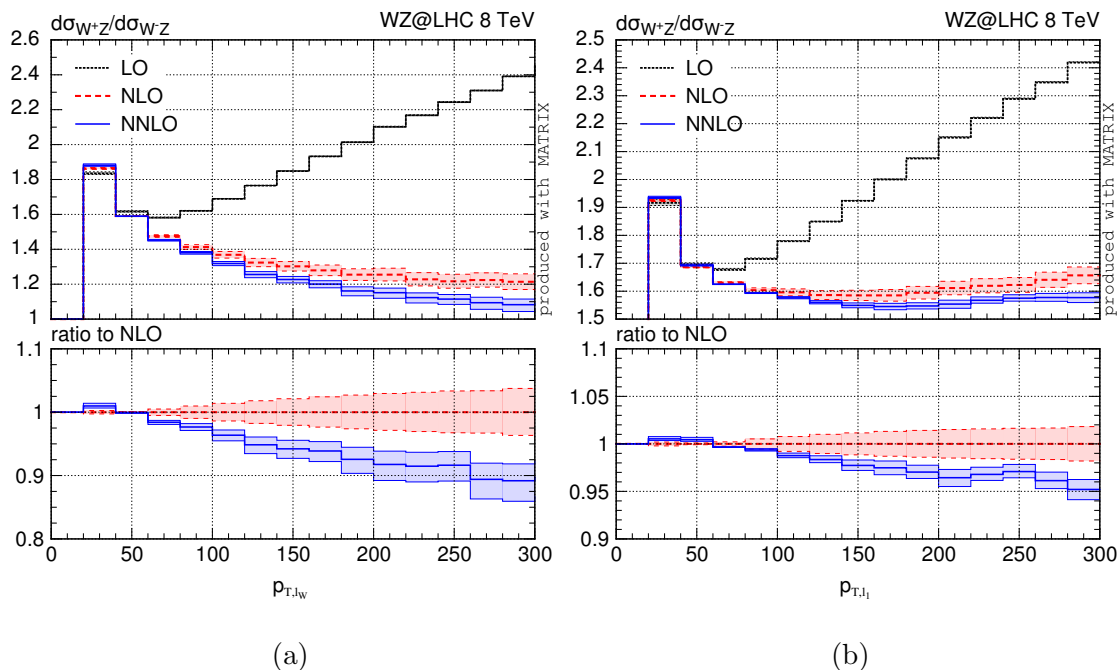 dσW⁺Z/dσW⁻Z WZ@LHC 8 TeV
2.6
2.4
2.2
2
1.8
1.6
1.4
1.2
1
LO
NLO
NNLO
produced with MATRIX
ratio to NLO
1.1
1
0.9
0.8
0 50 100 150 200 250 300
pT,lW
(a)
dσW⁺Z/dσW⁻Z WZ@LHC 8 TeV
2.5
2.4
2.3
2.2
2.1
2
1.9
1.8
1.7
1.6
1.5
LO
NLO
NNLO
produced with MATRIX
ratio to NLO
1.1
1.05
1
0.95
0.9
0 50 100 150 200 250 300
pT,l1
(b)